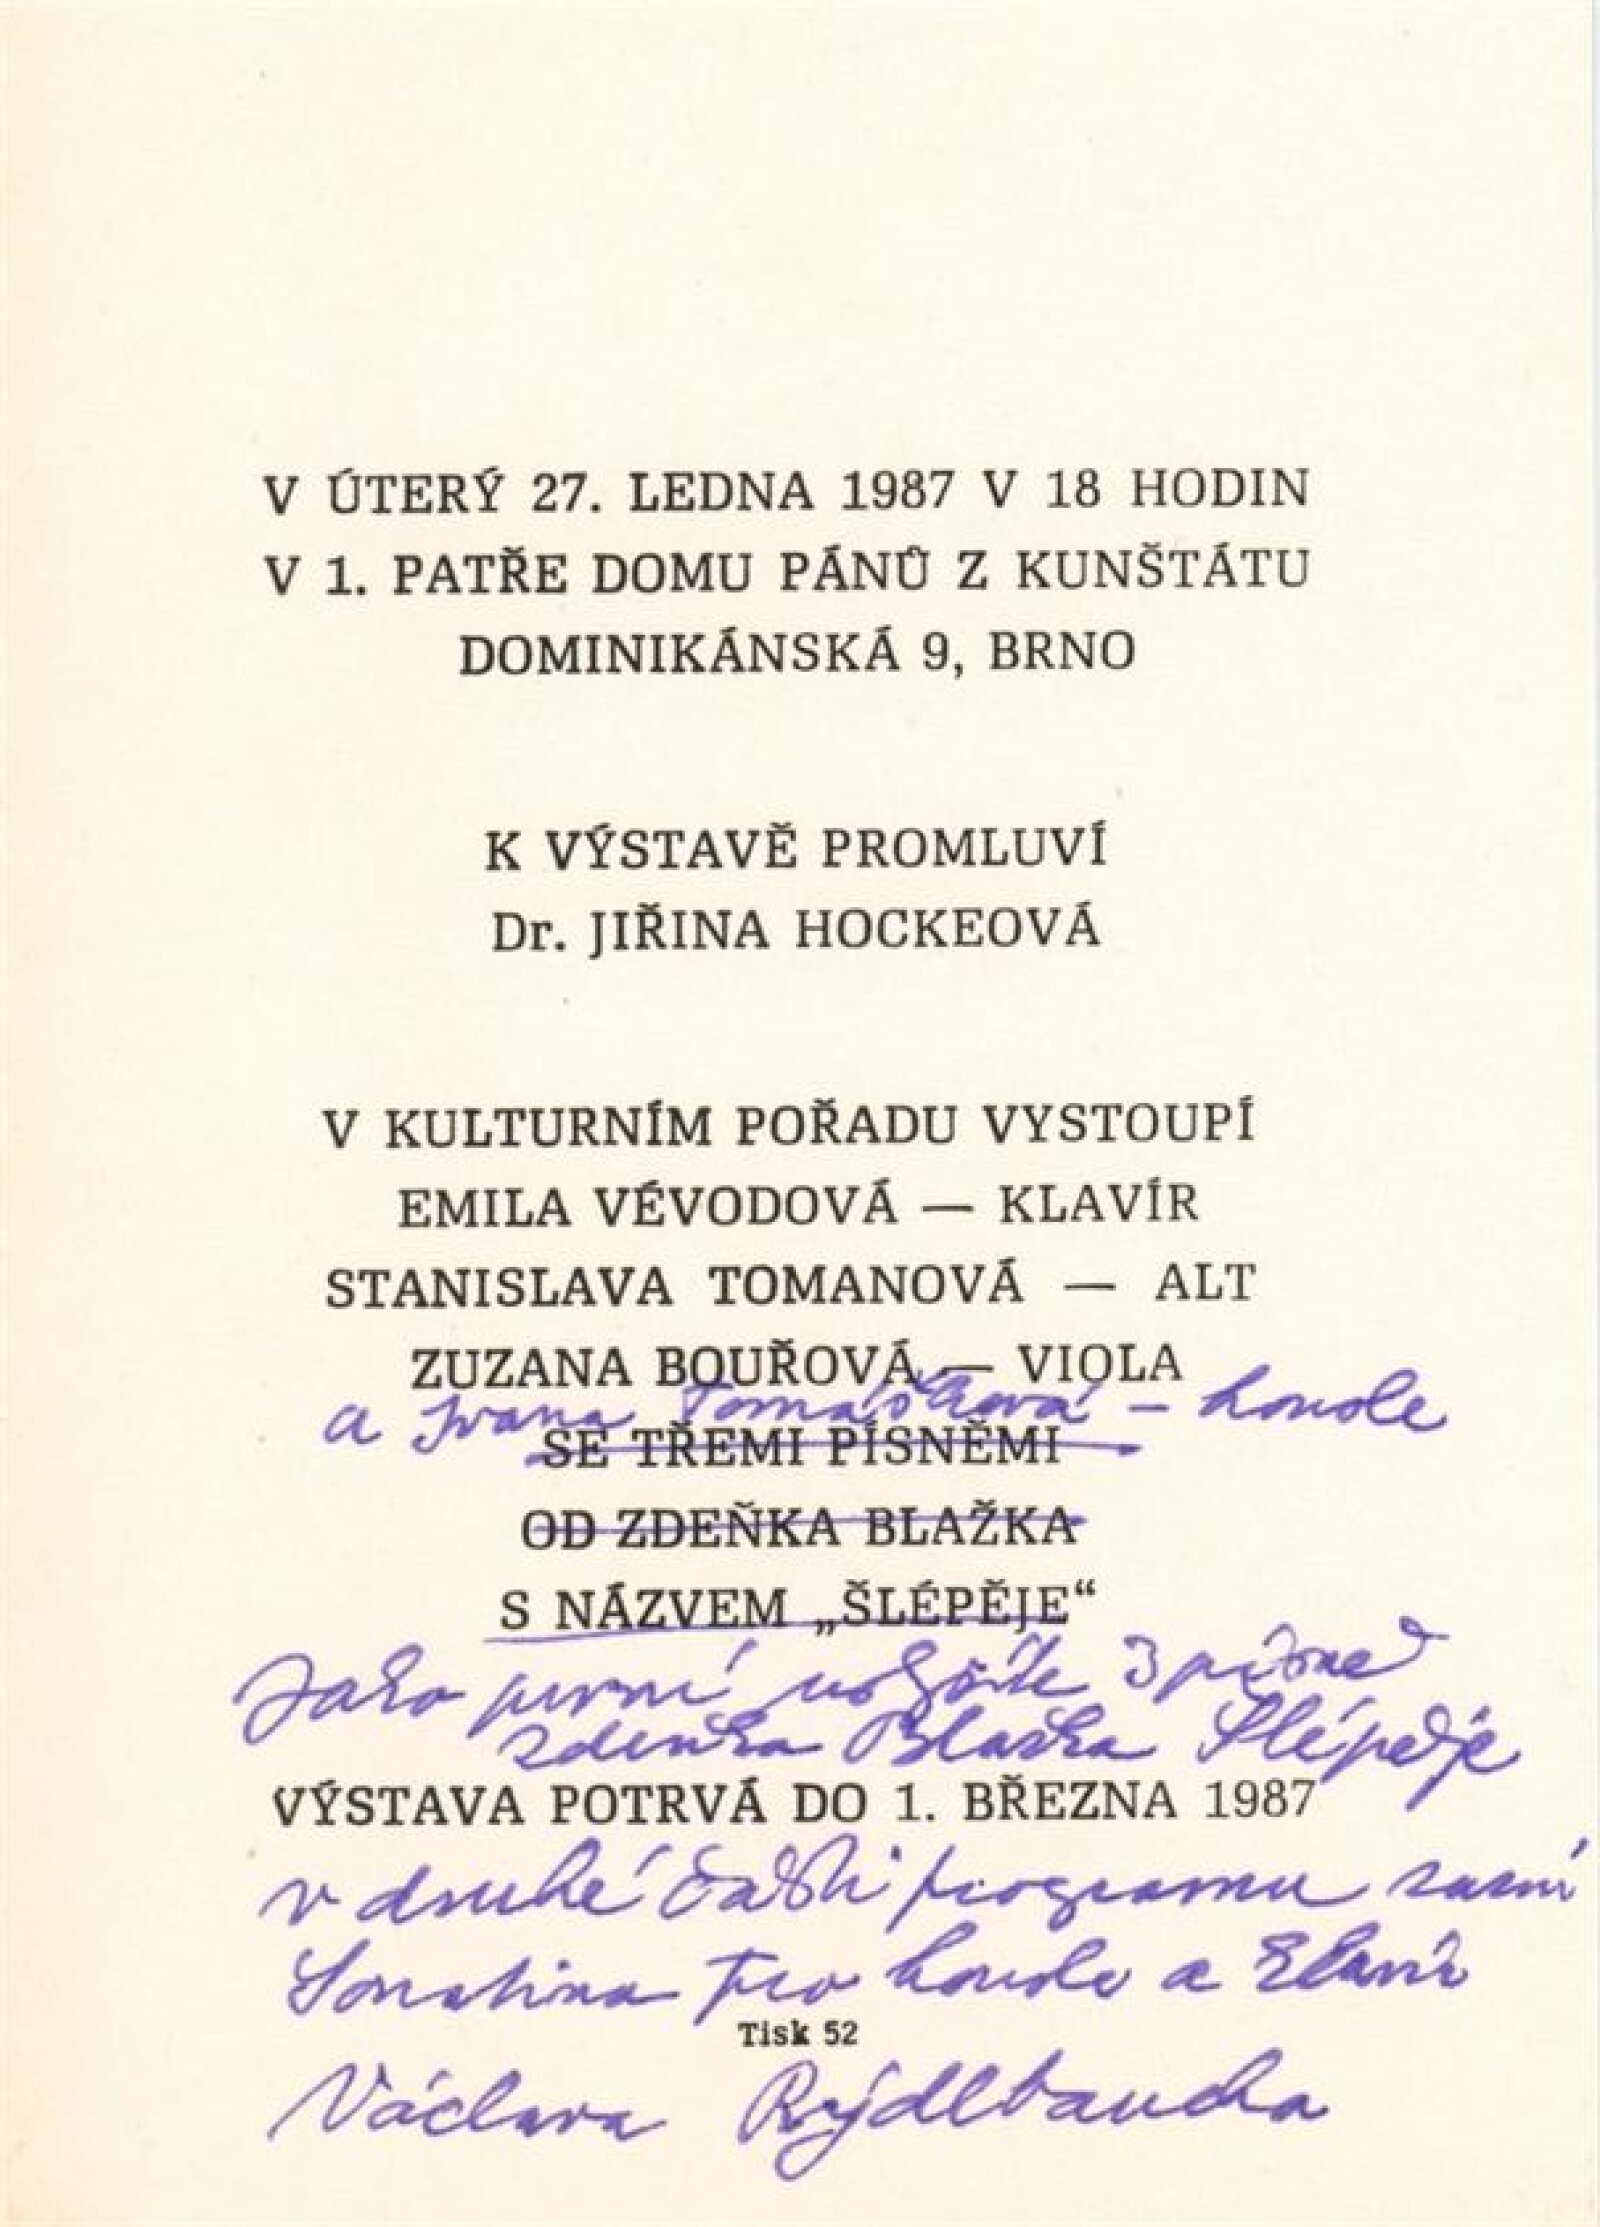 V ÚTERÝ 27. LEDNA 1987 V 18 HODIN
V 1. PATŘE DOMU PÁNŮ Z KUNŠTÁTU
DOMINIKÁNSKÁ 9, BRNO
K VÝSTAVĚ PROMLUVÍ
Dr. JIŘINA HOCKEOVÁ
V KULTURNÍM POŘADU VYSTOUPÍ
EMILA VÉVODOVÁ — KLAVÍR
STANISLAVA TOMANOVÁ — ALT
ZUZANA BOUŘOVÁ — VIOLA
a Ivana Tomášková – housle
SE TŘEMI PÍSNĚMI
OD ZDEŇKA BLAŽKA
S NÁZVEM „ŠLÉPĚJE“
Jako první 3 písně
Zdeňka Blažka Šlépěje
VÝSTAVA POTRVÁ DO 1. BŘEZNA 1987
v druhé části programu zazní
Sonatina pro housle a klavír
Tisk 52
Václava Rýdlbaucha